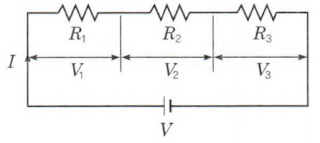 R₁ R₂ R₃
I V₁ V₂ V₃
V